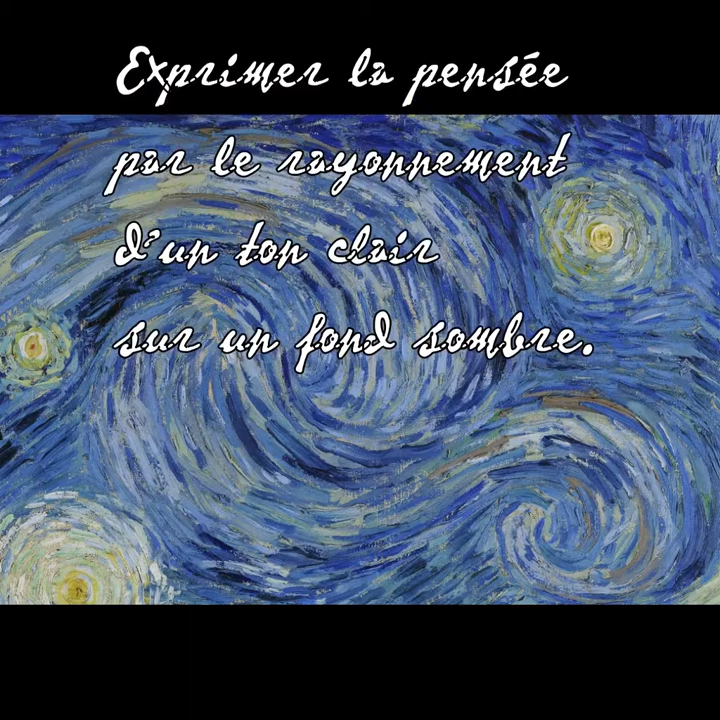 Exprimer la pensée
par le rayonnement
d'un ton clair
sur un fond sombre.